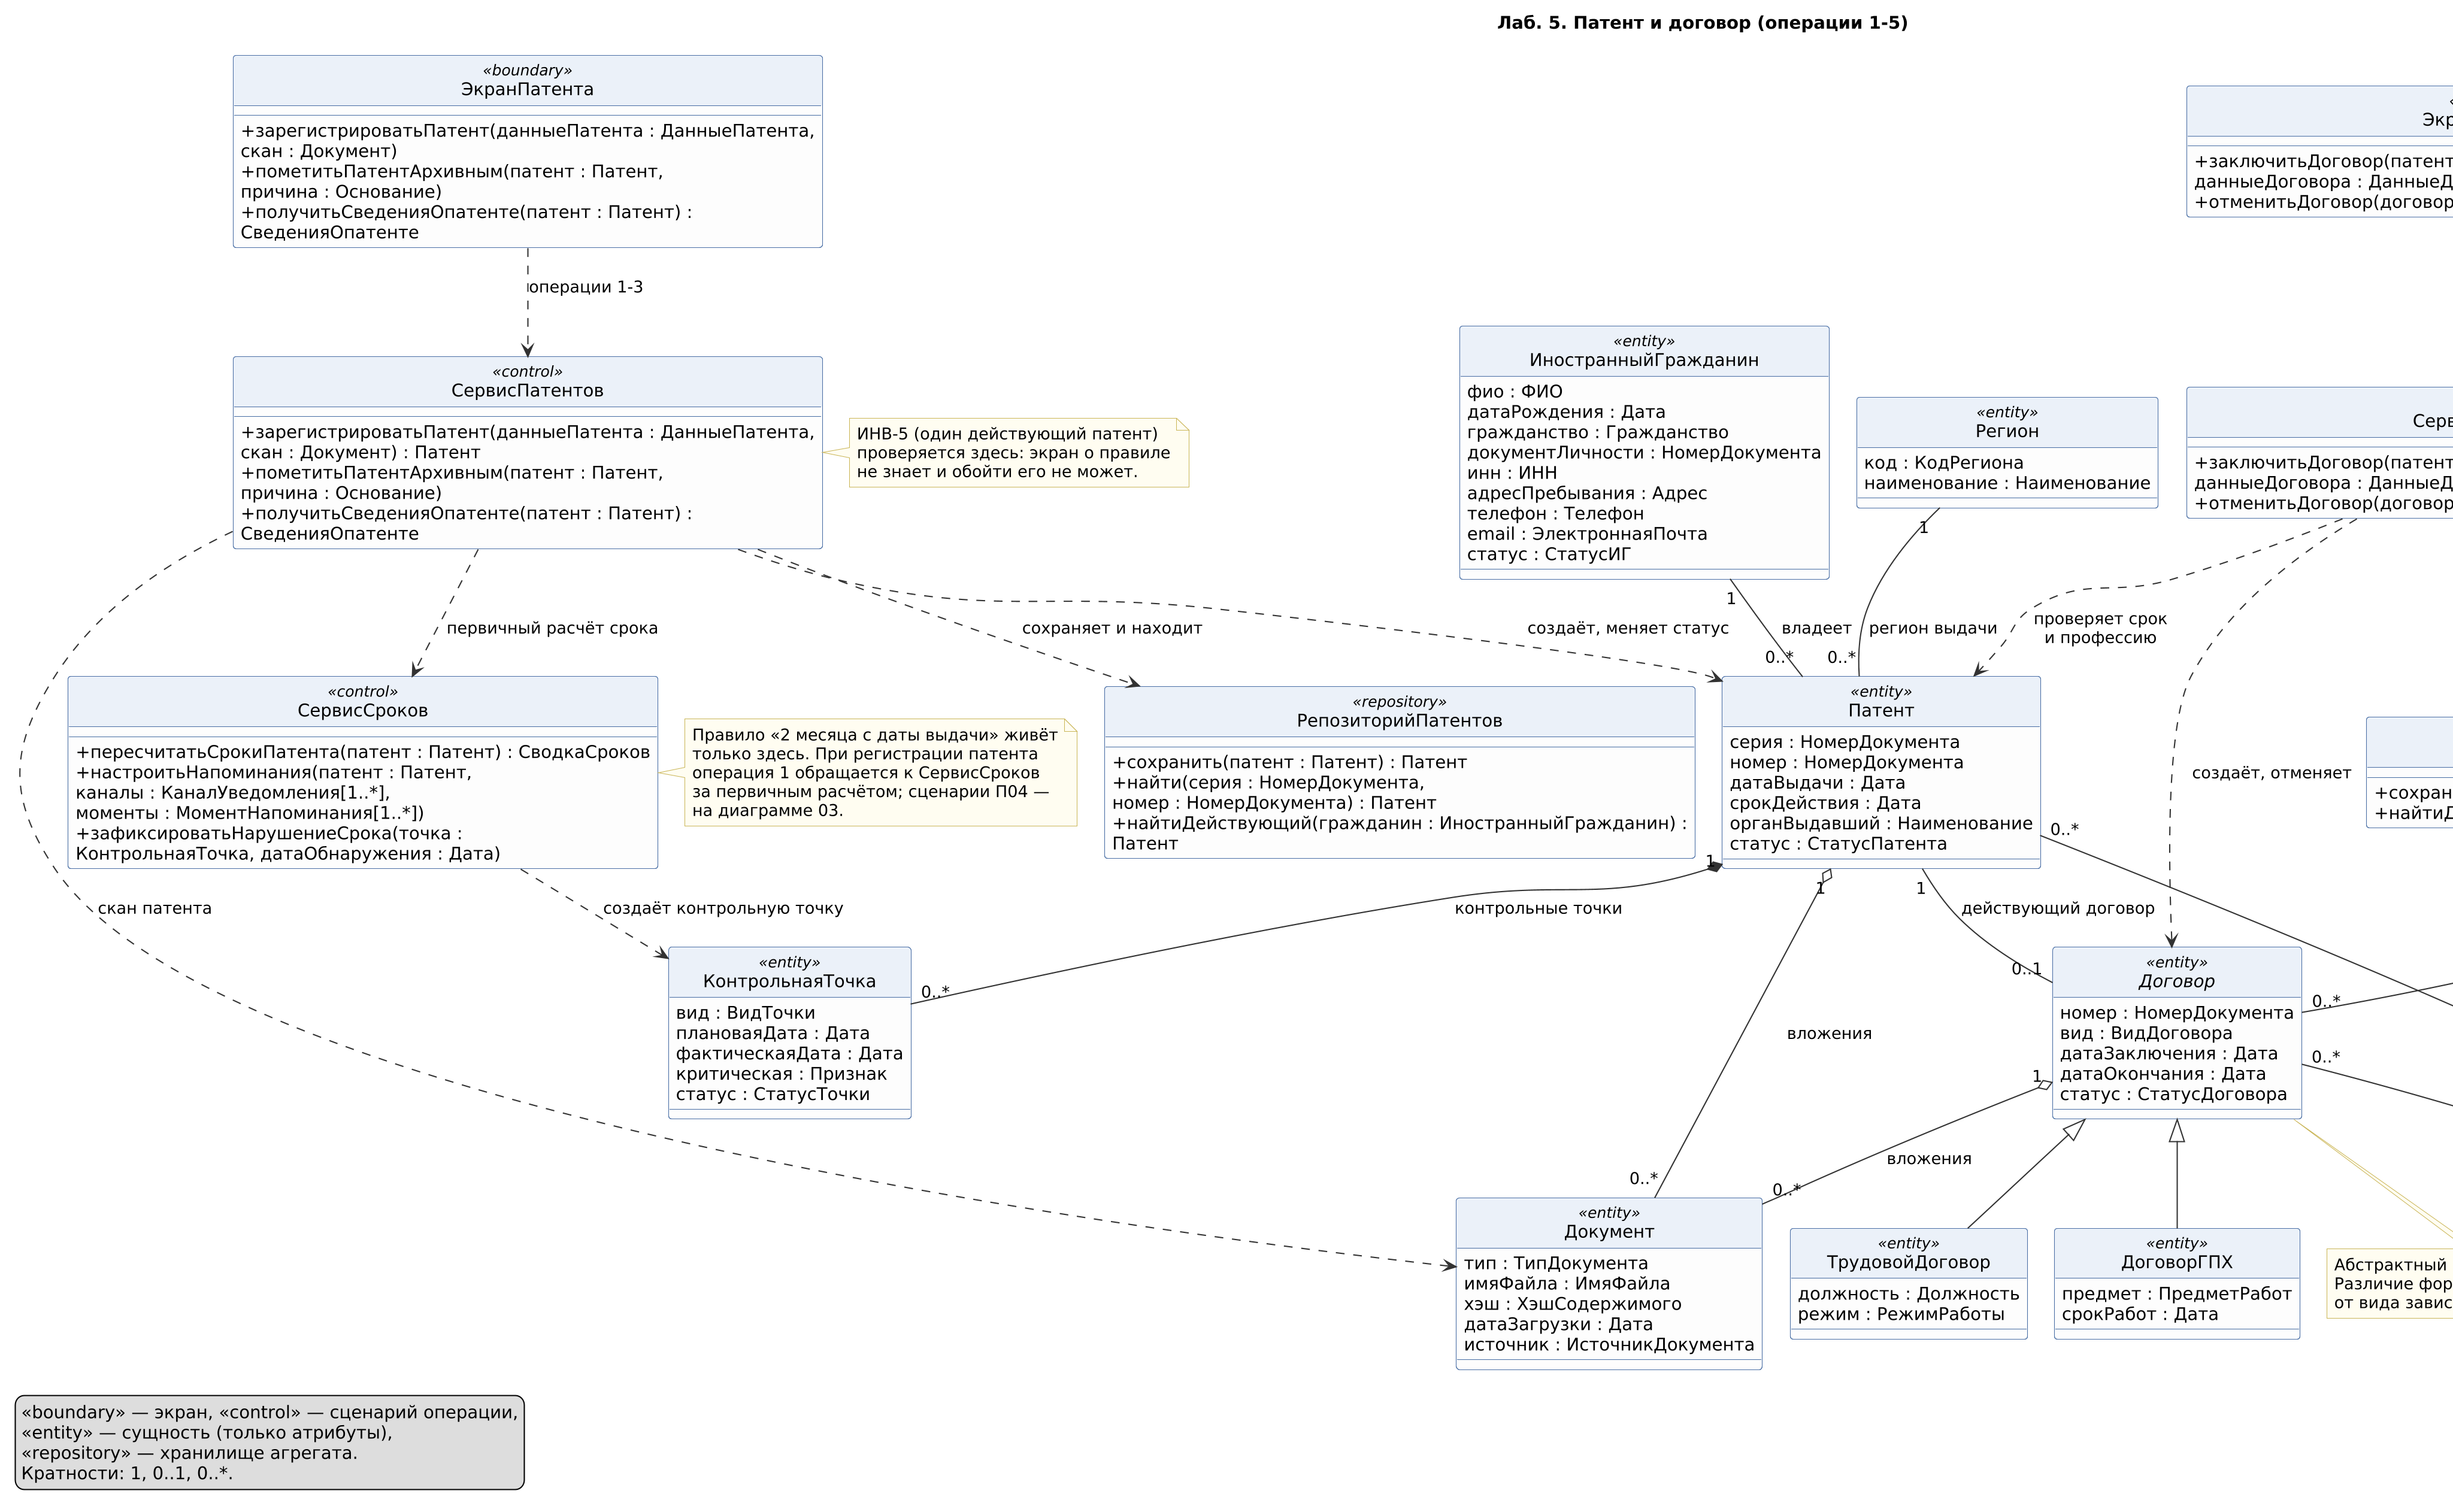 Лаб. 5. Патент и договор (операции 1-5)
«boundary»
ЭкранПатента
+зарегистрироватьПатент(данныеПатента : ДанныеПатента,
скан : Документ)
+пометитьПатентАрхивным(патент : Патент,
причина : Основание)
+получитьСведенияОпатенте(патент : Патент) :
СведенияОпатенте
+заключитьДоговор(патент
данныеДоговора : ДанныеД
+отменитьДоговор(договор
операции 1-3
«control»
СервисПатентов
+зарегистрироватьПатент(данныеПатента : ДанныеПатента,
скан : Документ) : Патент
+пометитьПатентАрхивным(патент : Патент,
причина : Основание)
+получитьСведенияОпатенте(патент : Патент) :
СведенияОпатенте
ИНВ-5 (один действующий патент)
проверяется здесь: экран о правиле
не знает и обойти его не может.
«entity»
ИностранныйГражданин
фио : ФИО
датаРождения : Дата
гражданство : Гражданство
документЛичности : НомерДокумента
инн : ИНН
адресПребывания : Адрес
телефон : Телефон
email : ЭлектроннаяПочта
статус : СтатусИГ
«entity»
Регион
код : КодРегиона
наименование : Наименование
Серв
+заключитьДоговор(патент
данныеДоговора : ДанныеД
+отменитьДоговор(договор
1
1
первичный расчёт срока
сохраняет и находит
создаёт, меняет статус
владеет
регион выдачи
проверяет срок
и профессию
0..*
0..*
«control»
СервисСроков
+пересчитатьСрокиПатента(патент : Патент) : СводкаСроков
+настроитьНапоминания(патент : Патент,
каналы : КаналУведомления[1..*],
моменты : МоментНапоминания[1..*])
+зафиксироватьНарушениеСрока(точка :
КонтрольнаяТочка, датаОбнаружения : Дата)
Правило «2 месяца с даты выдачи» живёт
только здесь. При регистрации патента
операция 1 обращается к СервисСроков
за первичным расчётом; сценарии П04 —
на диаграмме 03.
«repository»
РепозиторийПатентов
+сохранить(патент : Патент) : Патент
+найти(серия : НомерДокумента,
номер : НомерДокумента) : Патент
+найтиДействующий(гражданин : ИностранныйГражданин) :
Патент
«entity»
Патент
серия : НомерДокумента
номер : НомерДокумента
датаВыдачи : Дата
срокДействия : Дата
органВыдавший : Наименование
статус : СтатусПатента
создаёт, отменяет
+сохран
+найтиД
0..*
1
1
1
скан патента
создаёт контрольную точку
контрольные точки
действующий договор
0..*
0..1
«entity»
КонтрольнаяТочка
вид : ВидТочки
плановаяДата : Дата
фактическаяДата : Дата
критическая : Признак
статус : СтатусТочки
вложения
«entity»
Договор
номер : НомерДокумента
вид : ВидДоговора
датаЗаключения : Дата
датаОкончания : Дата
статус : СтатусДоговора
0..*
0..*
1
вложения
0..*
0..*
«entity»
Документ
тип : ТипДокумента
имяФайла : ИмяФайла
хэш : ХэшСодержимого
датаЗагрузки : Дата
источник : ИсточникДокумента
«entity»
ТрудовойДоговор
должность : Должность
режим : РежимРаботы
«entity»
ДоговорГПХ
предмет : ПредметРабот
срокРабот : Дата
Абстрактный
Различие фор
от вида завис
«boundary» — экран, «control» — сценарий операции,
«entity» — сущность (только атрибуты),
«repository» — хранилище агрегата.
Кратности: 1, 0..1, 0..*.